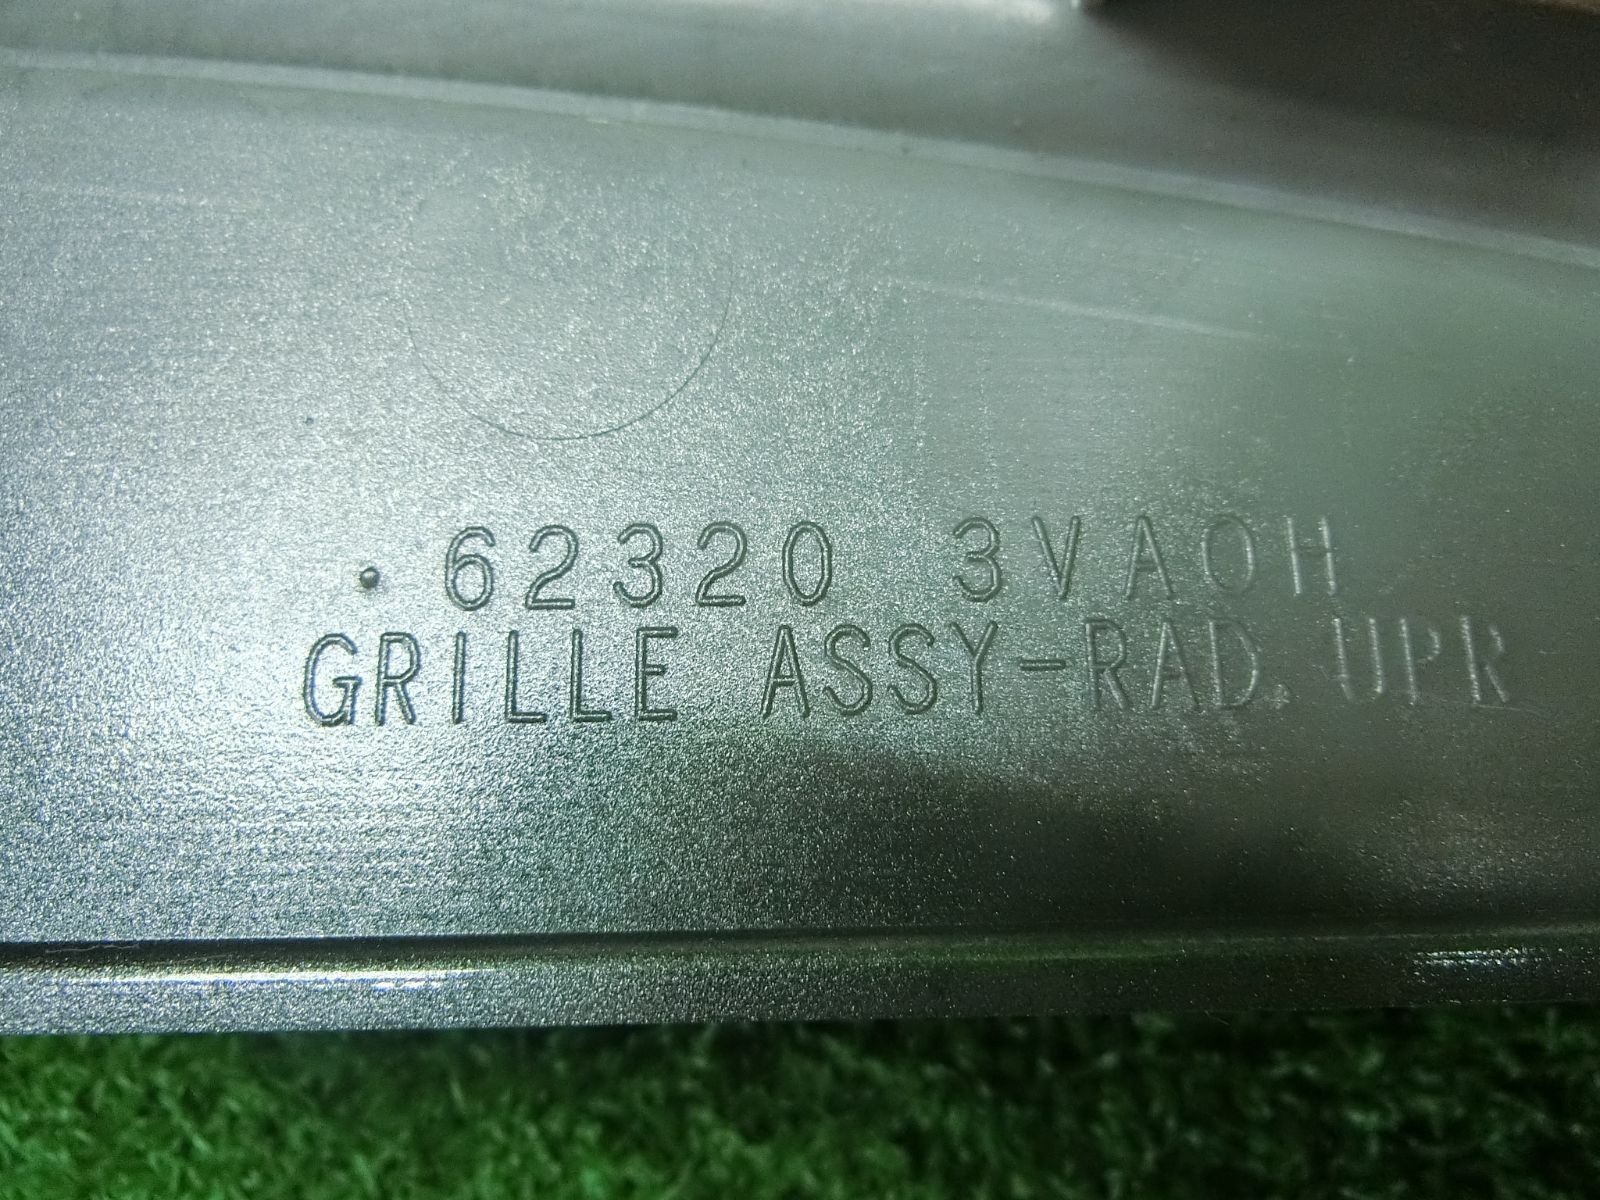 62320 3VA0H
GRILLE ASSY-RAD. UPR